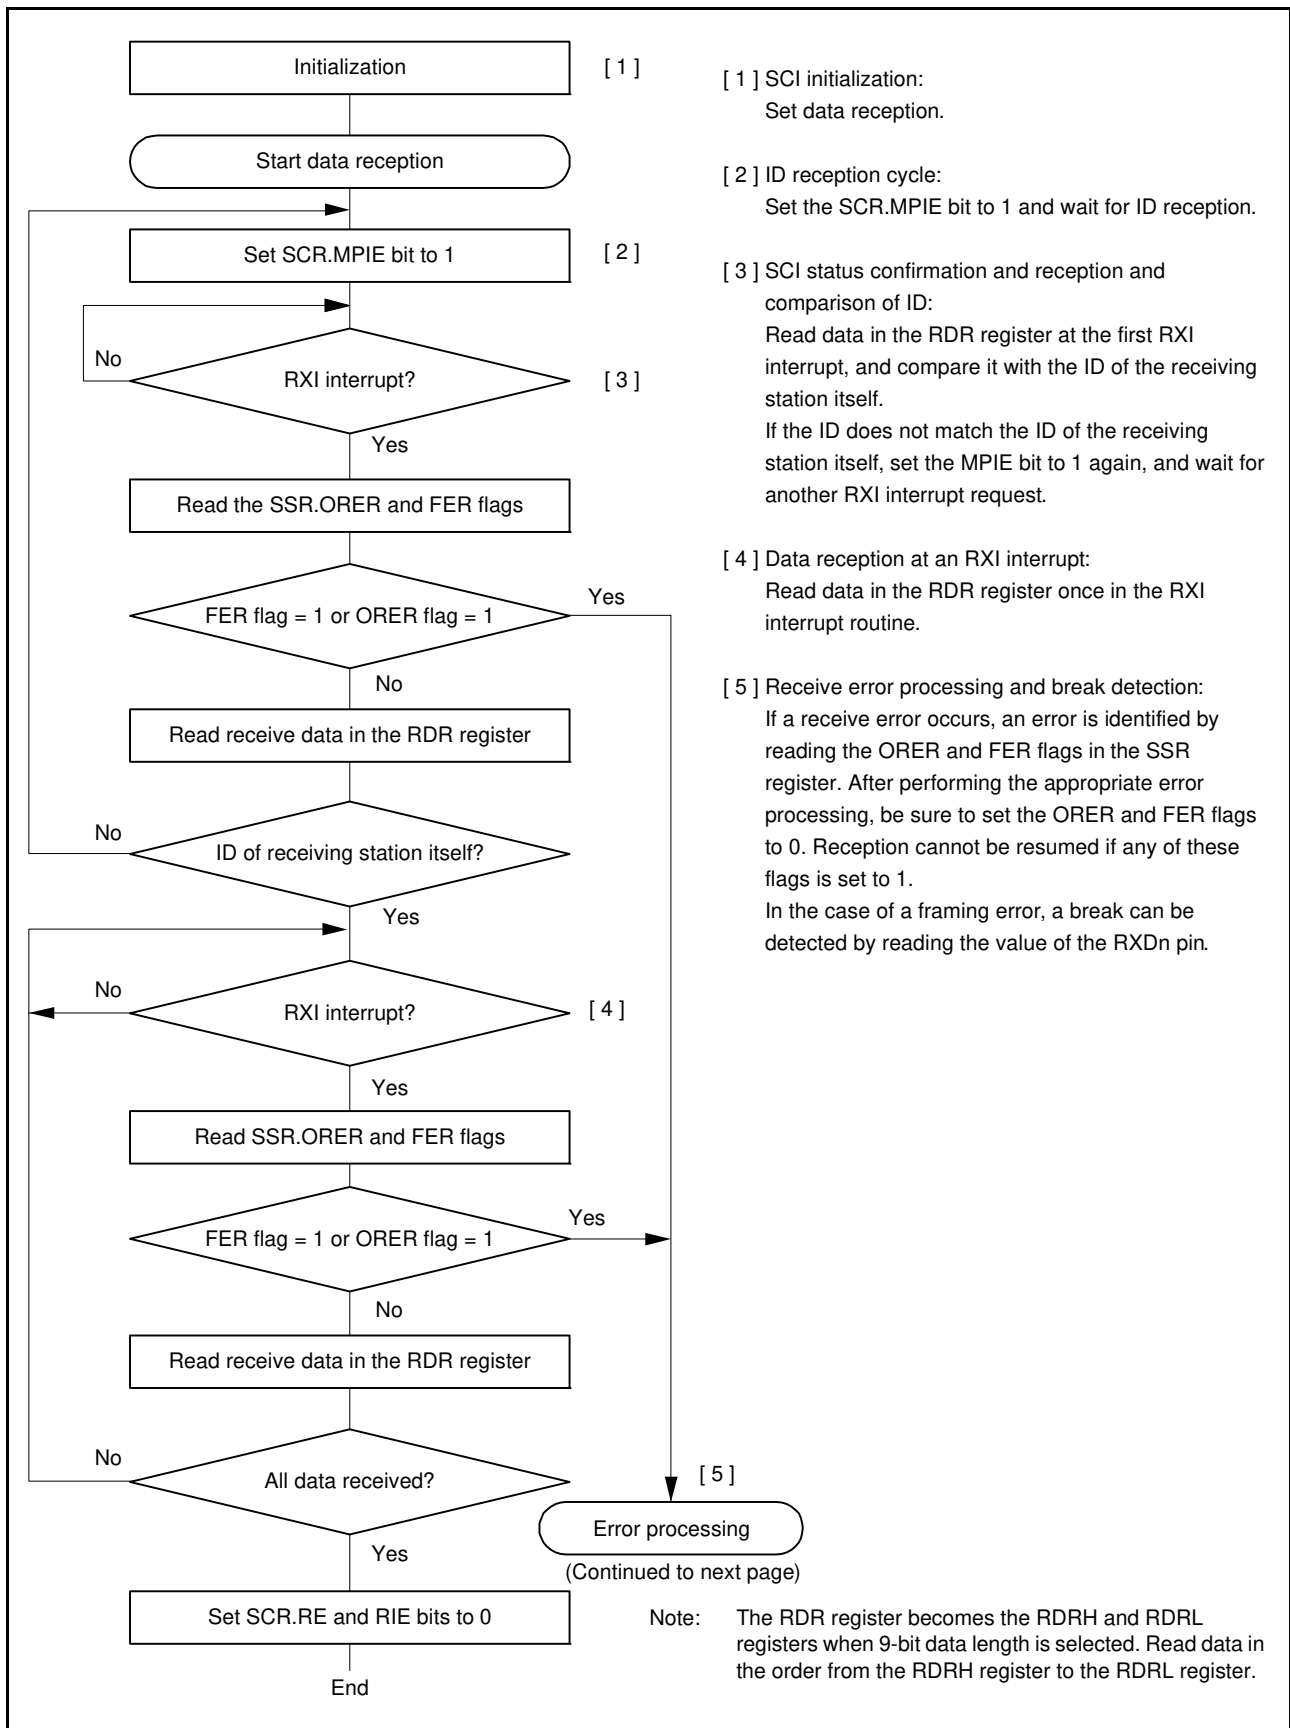 Initialization
[ 1 ]
Start data reception
Set SCR.MPIE bit to 1
[ 2 ]
No
RXI interrupt?
[ 3 ]
Yes
Read the SSR.ORER and FER flags
FER flag = 1 or ORER flag = 1
Yes
No
Read receive data in the RDR register
No
ID of receiving station itself?
Yes
No
RXI interrupt?
[ 4 ]
Yes
Read SSR.ORER and FER flags
FER flag = 1 or ORER flag = 1
Yes
No
Read receive data in the RDR register
No
All data received?
[ 5 ]
Error processing
(Continued to next page)
Yes
Set SCR.RE and RIE bits to 0
End
[ 1 ] SCI initialization:
Set data reception.
[ 2 ] ID reception cycle:
Set the SCR.MPIE bit to 1 and wait for ID reception.
[ 3 ] SCI status confirmation and reception and
comparison of ID:
Read data in the RDR register at the first RXI
interrupt, and compare it with the ID of the receiving
station itself.
If the ID does not match the ID of the receiving
station itself, set the MPIE bit to 1 again, and wait for
another RXI interrupt request.
[ 4 ] Data reception at an RXI interrupt:
Read data in the RDR register once in the RXI
interrupt routine.
[ 5 ] Receive error processing and break detection:
If a receive error occurs, an error is identified by
reading the ORER and FER flags in the SSR
register. After performing the appropriate error
processing, be sure to set the ORER and FER flags
to 0. Reception cannot be resumed if any of these
flags is set to 1.
In the case of a framing error, a break can be
detected by reading the value of the RXDn pin.
Note: The RDR register becomes the RDRH and RDRL
registers when 9-bit data length is selected. Read data in
the order from the RDRH register to the RDRL register.